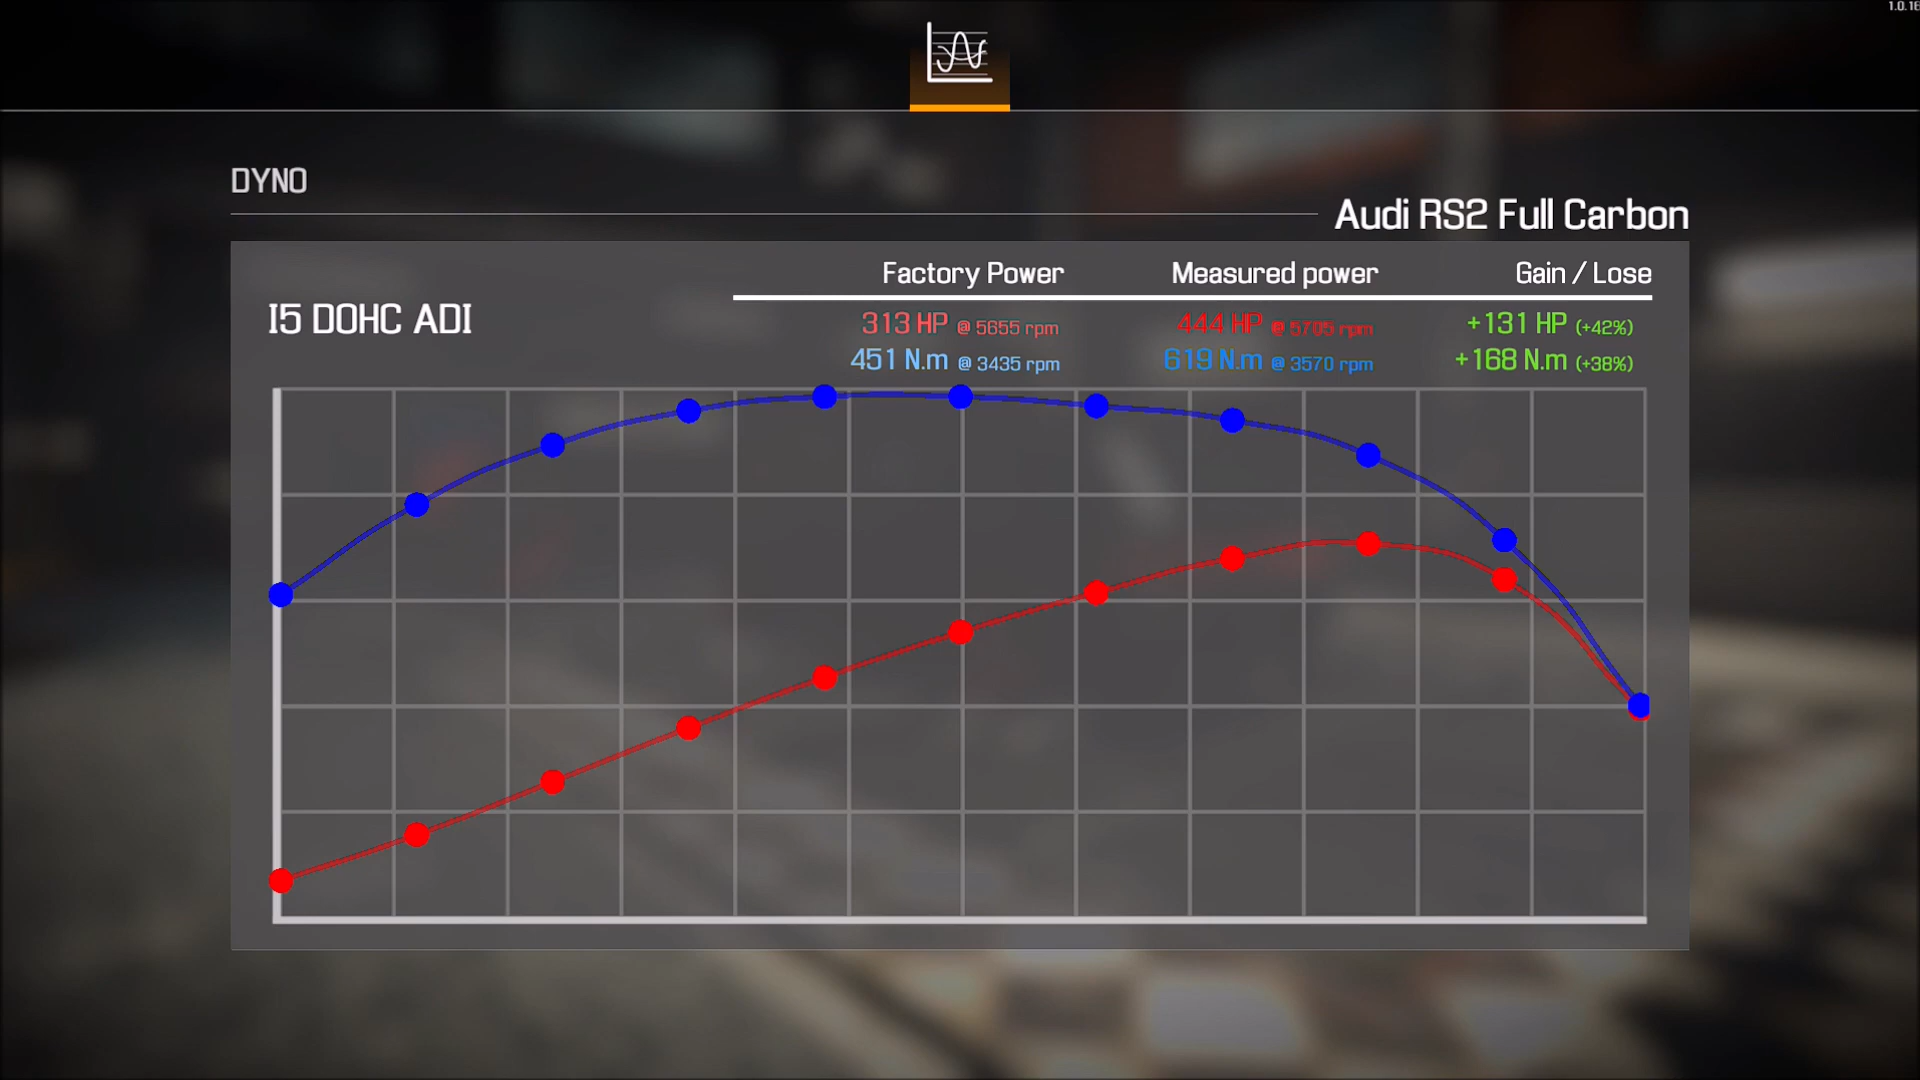 1.0.16
DYNO
Audi RS2 Full Carbon
Factory Power Measured power Gain / Lose
I5 DOHC ADI
313 HP @ 5655 rpm 444 HP @ 5705 rpm +131 HP (+42%)
451 N.m @ 3435 rpm 619 N.m @ 3570 rpm +168 N.m (+38%)